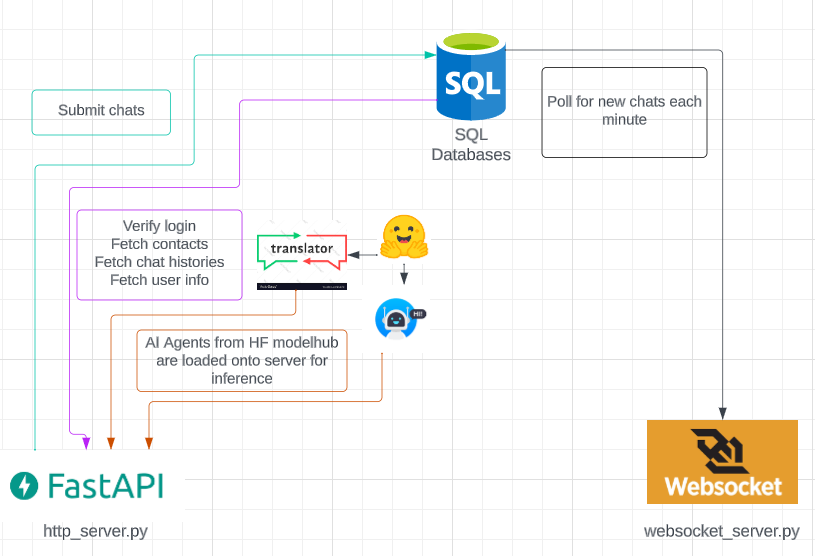 SQL
SQL
Databases
Submit chats
Poll for new chats each
minute
Verify login
Fetch contacts
Fetch chat histories
Fetch user info
translator
HI!
AI Agents from HF modelhub
are loaded onto server for
inference
FastAPI
http_server.py
Websocket
websocket_server.py